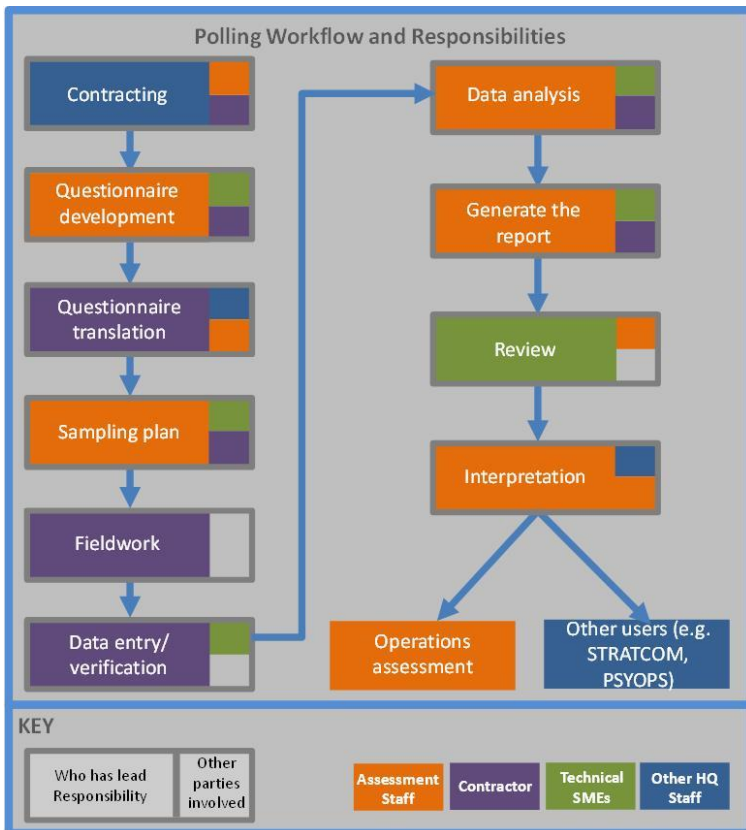 Polling Workflow and Responsibilities
Contracting
Questionnaire
development
Questionnaire
translation
Sampling plan
Fieldwork
Data entry/
verification
Data analysis
Generate the
report
Review
Interpretation
Operations
assessment
Other users (e.g.
STRATCOM,
PSYOPS)
KEY
Who has lead
Responsibility
Other
parties
involved
Assessment
Staff
Contractor
Technical
SMEs
Other HQ
Staff